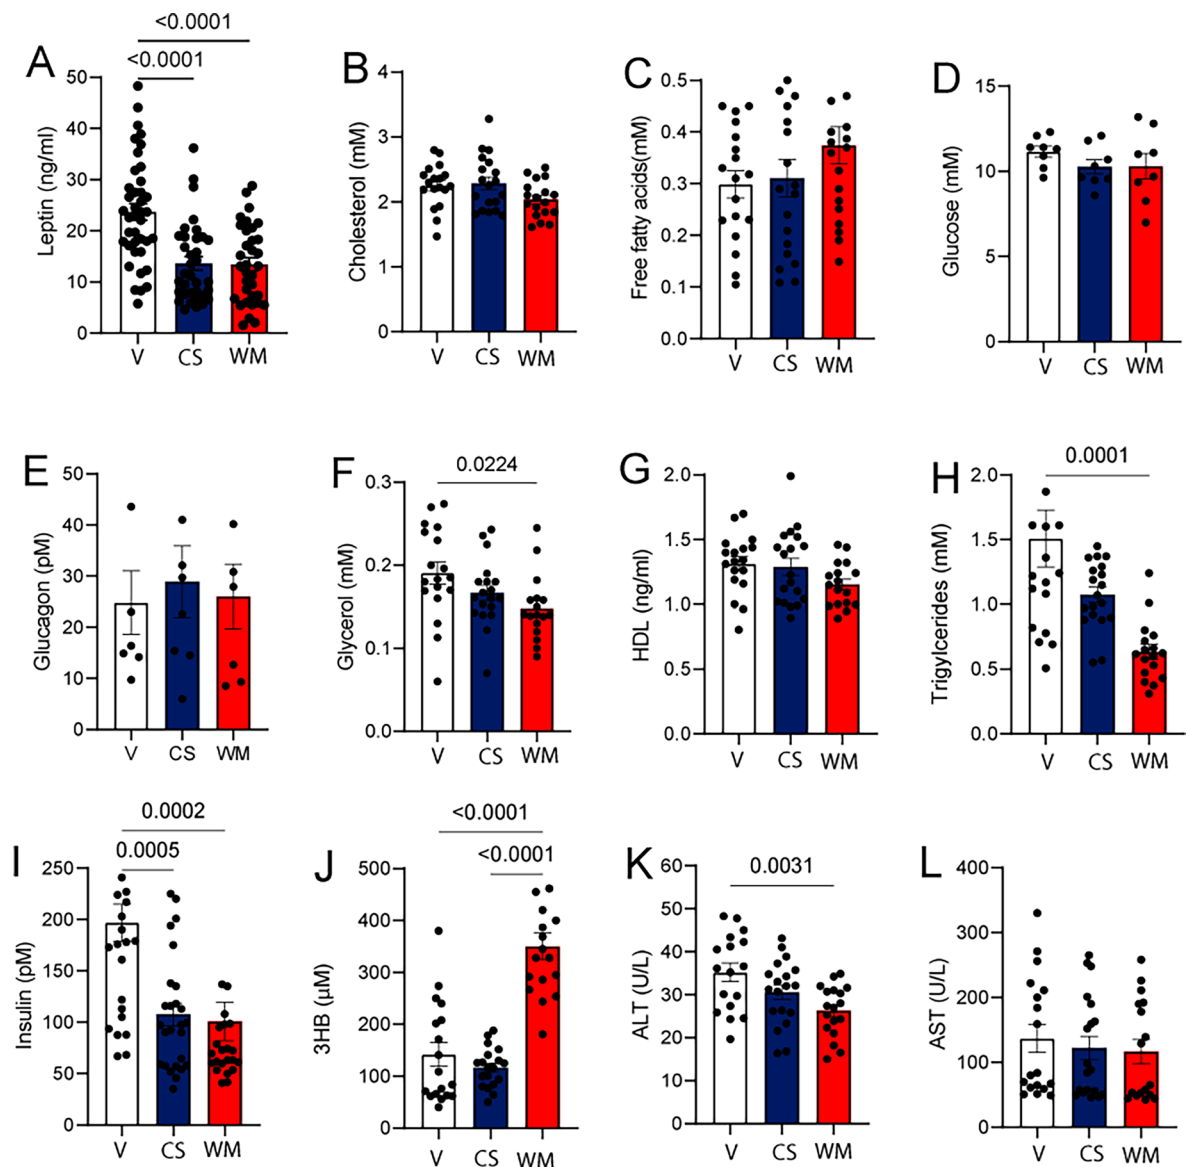 <0.0001
<0.0001
A
Leptin (ng/ml)
50
40
30
20
10
0
V CS WM
B
Cholesterol (mM)
4
3
2
1
0
V CS WM
C
Free fatty acids(mM)
0.5
0.4
0.3
0.2
0.1
0.0
V CS WM
D
Glucose (mM)
15
10
5
0
V CS WM
E
Glucagon (pM)
50
40
30
20
10
0
V CS WM
F
0.0224
Glycerol (mM)
0.3
0.2
0.1
0.0
V CS WM
G
HDL (ng/ml)
2.0
1.5
1.0
0.5
0.0
V CS WM
H
0.0001
Trigylcerides (mM)
2.0
1.5
1.0
0.5
0.0
V CS WM
I
0.0002
0.0005
Insulin (pM)
250
200
150
100
50
0
V CS WM
J
<0.0001
<0.0001
3HB (µM)
500
400
300
200
100
0
V CS WM
K
0.0031
ALT (U/L)
60
50
40
30
20
10
0
V CS WM
L
AST (U/L)
400
300
200
100
0
V CS WM